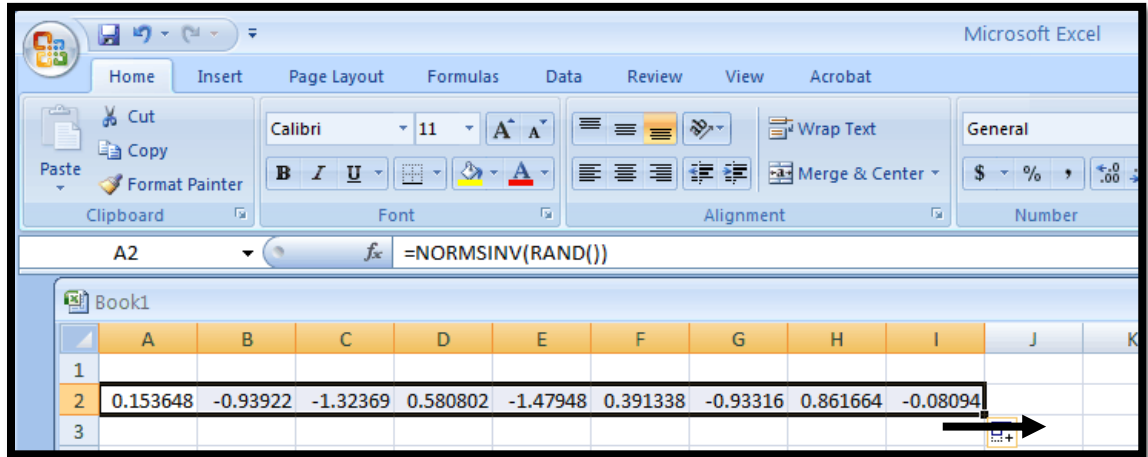 Microsoft Excel
Home Insert Page Layout Formulas Data Review View Acrobat
Cut
Calibri 11 A A Wrap Text General
Copy
Paste
B I U A Merge & Center $ % , .00
Format Painter
Clipboard Font Alignment Number
A2 fx =NORMSINV(RAND())
Book1
A B C D E F G H I J K
1
2 0.153648 -0.93922 -1.32369 0.580802 -1.47948 0.391338 -0.93316 0.861664 -0.08094
3